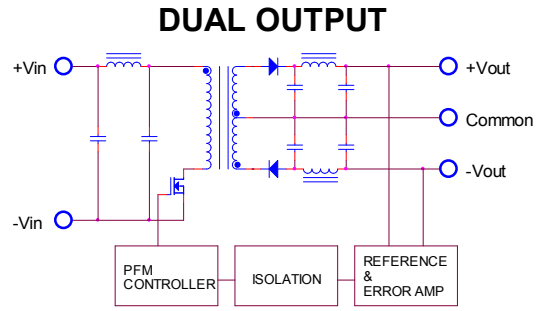 DUAL OUTPUT
+Vin
+Vout
Common
-Vout
-Vin
PFM
CONTROLLER
ISOLATION
REFERENCE
&
ERROR AMP